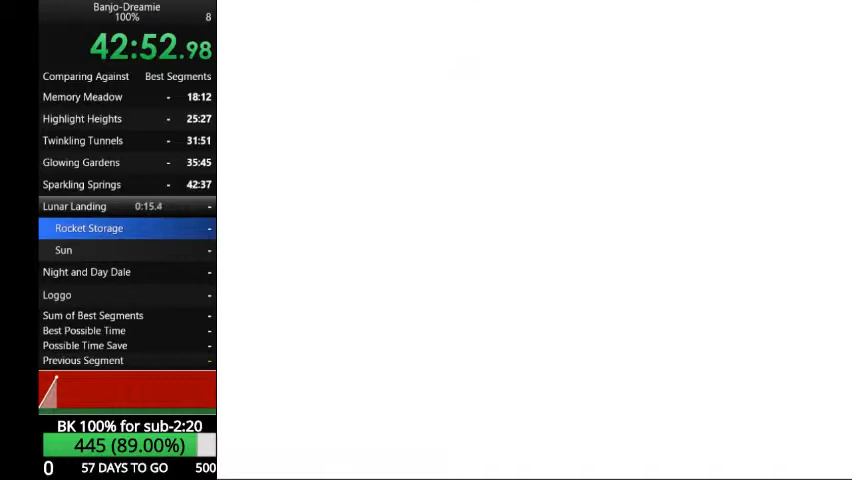 Banjo-Dreamie
100% 8
42:52.98
Comparing Against Best Segments
Memory Meadow - 18:12
Highlight Heights - 25:27
Twinkling Tunnels - 31:51
Glowing Gardens - 35:45
Sparkling Springs - 42:37
Lunar Landing 0:15.4 -
Rocket Storage -
Sun -
Night and Day Dale -
Loggo -
Sum of Best Segments -
Best Possible Time -
Possible Time Save -
Previous Segment -
BK 100% for sub-2:20
445 (89.00%)
0 57 DAYS TO GO 500